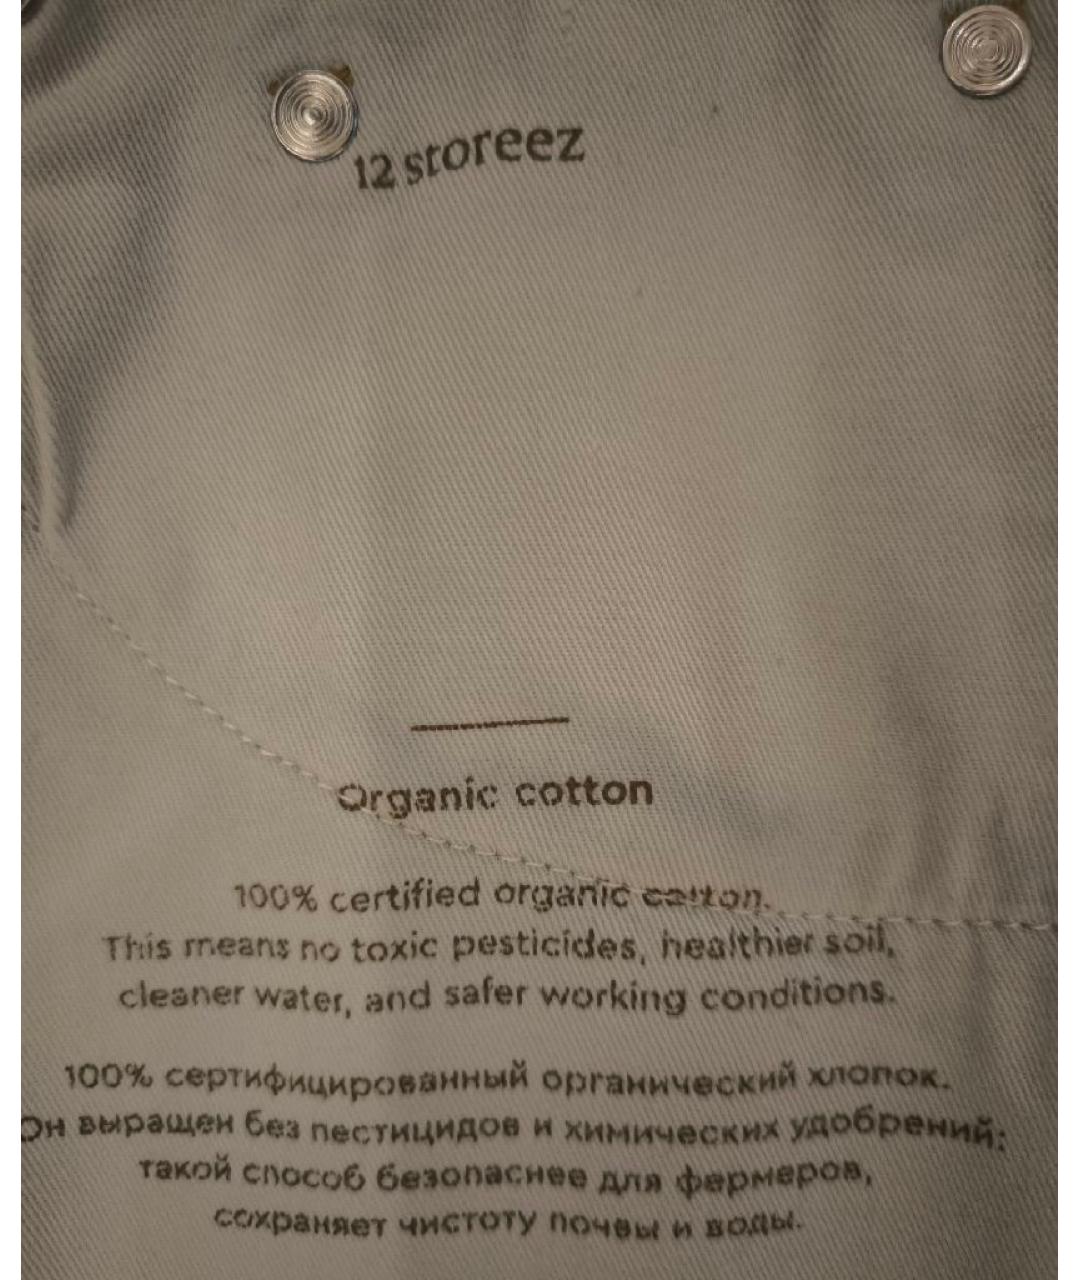 12 storeez
Organic cotton
100% certified organic cotton.
This means no toxic pesticides, healthier soil,
cleaner water, and safer working conditions.
100% сертифицированный органический хлопок.
Он выращен без пестицидов и химических удобрений:
такой способ безопаснее для фермеров,
сохраняет чистоту почвы и воды.